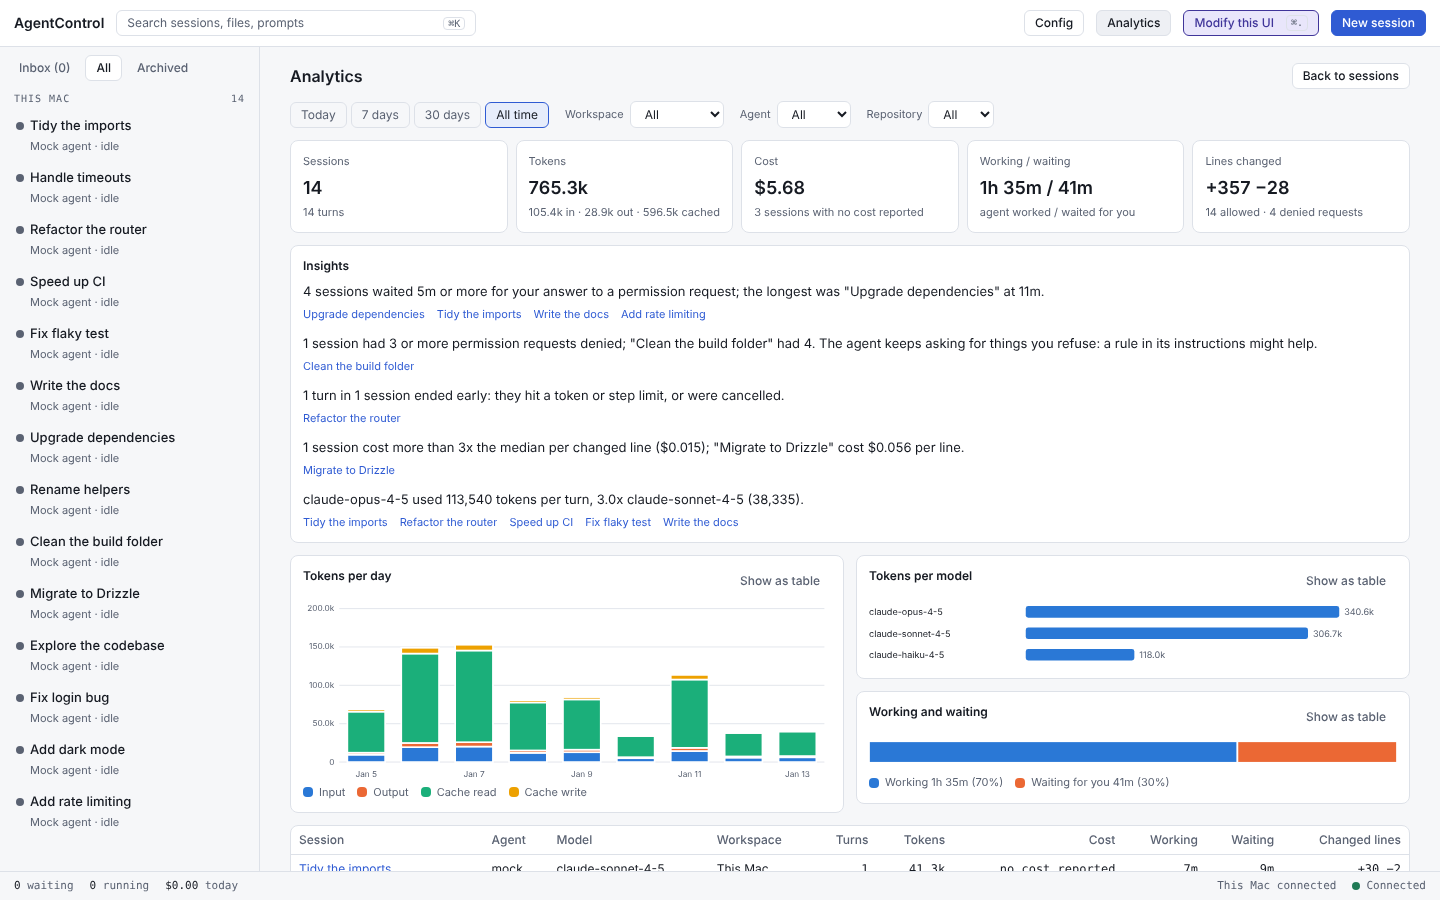 AgentControl
Search sessions, files, prompts ⌘K
Config Analytics Modify this UI ⌘. New session
Inbox (0) All Archived
THIS MAC 14
Tidy the imports
Mock agent · idle
Handle timeouts
Mock agent · idle
Refactor the router
Mock agent · idle
Speed up CI
Mock agent · idle
Fix flaky test
Mock agent · idle
Write the docs
Mock agent · idle
Upgrade dependencies
Mock agent · idle
Rename helpers
Mock agent · idle
Clean the build folder
Mock agent · idle
Migrate to Drizzle
Mock agent · idle
Explore the codebase
Mock agent · idle
Fix login bug
Mock agent · idle
Add dark mode
Mock agent · idle
Add rate limiting
Mock agent · idle
Analytics Back to sessions
Today 7 days 30 days All time Workspace All Agent All Repository All
Sessions
14
14 turns
Tokens
765.3k
105.4k in · 28.9k out · 596.5k cached
Cost
$5.68
3 sessions with no cost reported
Working / waiting
1h 35m / 41m
agent worked / waited for you
Lines changed
+357 −28
14 allowed · 4 denied requests
Insights
4 sessions waited 5m or more for your answer to a permission request; the longest was "Upgrade dependencies" at 11m.
Upgrade dependencies Tidy the imports Write the docs Add rate limiting
1 session had 3 or more permission requests denied; "Clean the build folder" had 4. The agent keeps asking for things you refuse: a rule in its instructions might help.
Clean the build folder
1 turn in 1 session ended early: they hit a token or step limit, or were cancelled.
Refactor the router
1 session cost more than 3x the median per changed line ($0.015); "Migrate to Drizzle" cost $0.056 per line.
Migrate to Drizzle
claude-opus-4-5 used 113,540 tokens per turn, 3.0x claude-sonnet-4-5 (38,335).
Tidy the imports Refactor the router Speed up CI Fix flaky test Write the docs
Tokens per day Show as table
200.0k
150.0k
100.0k
50.0k
0
Jan 5 Jan 7 Jan 9 Jan 11 Jan 13
Input Output Cache read Cache write
Tokens per model Show as table
claude-opus-4-5 340.6k
claude-sonnet-4-5 306.7k
claude-haiku-4-5 118.0k
Working and waiting Show as table
Working 1h 35m (70%) Waiting for you 41m (30%)
Session Agent Model Workspace Turns Tokens Cost Working Waiting Changed lines
Tidy the imports mock claude-sonnet-4-5 This Mac 1 41.3k no cost reported 7m 9m +30 −2
0 waiting 0 running $0.00 today This Mac connected Connected